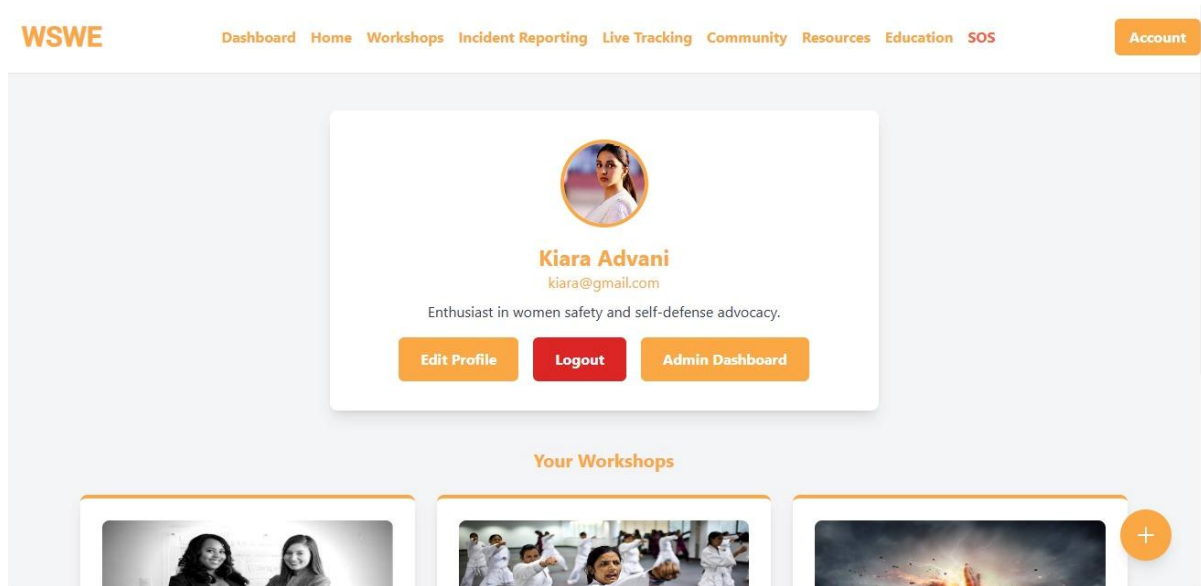 WSWE Dashboard Home Workshops Incident Reporting Live Tracking Community Resources Education SOS Account
Kiara Advani
kiara@gmail.com
Enthusiast in women safety and self-defense advocacy.
Edit Profile Logout Admin Dashboard
Your Workshops
+